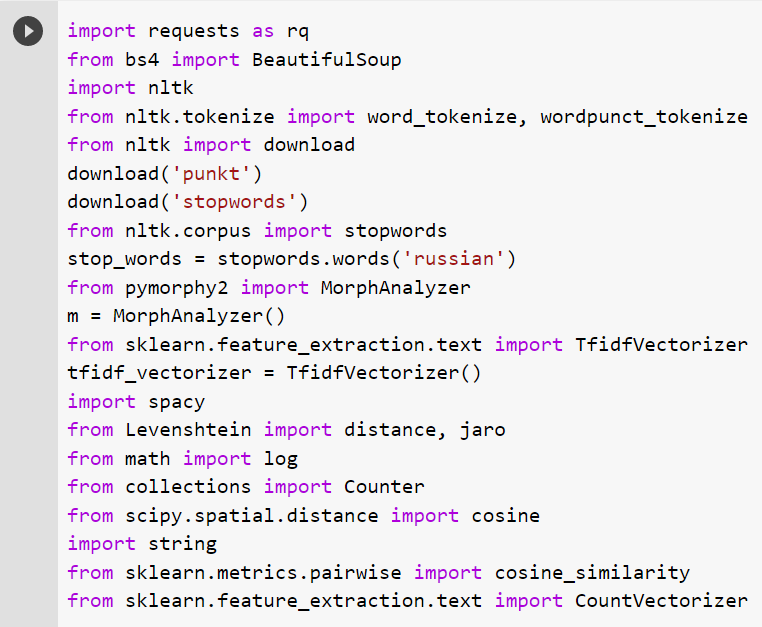 import requests as rq
from bs4 import BeautifulSoup
import nltk
from nltk.tokenize import word_tokenize, wordpunct_tokenize
from nltk import download
download('punkt')
download('stopwords')
from nltk.corpus import stopwords
stop_words = stopwords.words('russian')
from pymorphy2 import MorphAnalyzer
m = MorphAnalyzer()
from sklearn.feature_extraction.text import TfidfVectorizer
tfidf_vectorizer = TfidfVectorizer()
import spacy
from Levenshtein import distance, jaro
from math import log
from collections import Counter
from scipy.spatial.distance import cosine
import string
from sklearn.metrics.pairwise import cosine_similarity
from sklearn.feature_extraction.text import CountVectorizer